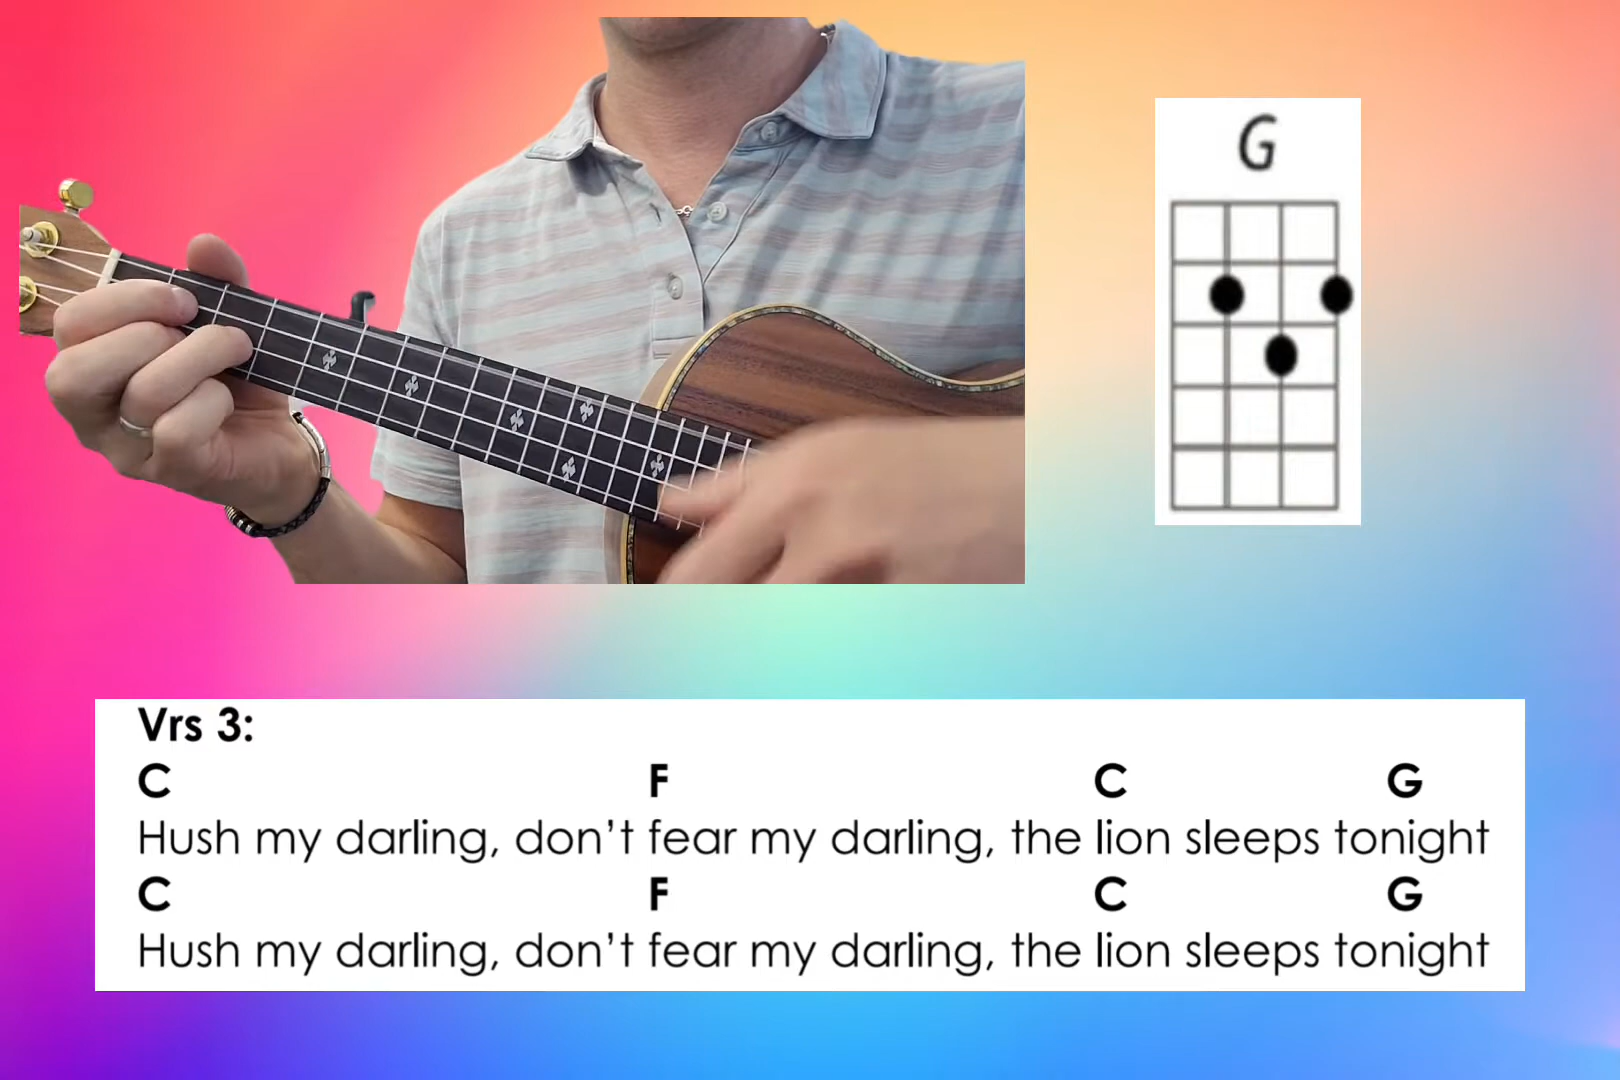 G
Vrs 3:
C F C G
Hush my darling, don't fear my darling, the lion sleeps tonight
C F C G
Hush my darling, don't fear my darling, the lion sleeps tonight